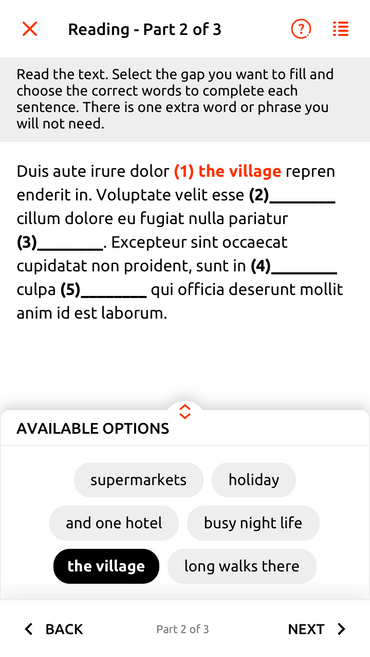 Reading - Part 2 of 3
?
Read the text. Select the gap you want to fill and
choose the correct words to complete each
sentence. There is one extra word or phrase you
will not need.
Duis aute irure dolor (1) the village repren
enderit in. Voluptate velit esse (2)________
cillum dolore eu fugiat nulla pariatur
(3)________. Excepteur sint occaecat
cupidatat non proident, sunt in (4)________
culpa (5)________ qui officia deserunt mollit
anim id est laborum.
AVAILABLE OPTIONS
supermarkets holiday
and one hotel busy night life
the village long walks there
BACK Part 2 of 3 NEXT